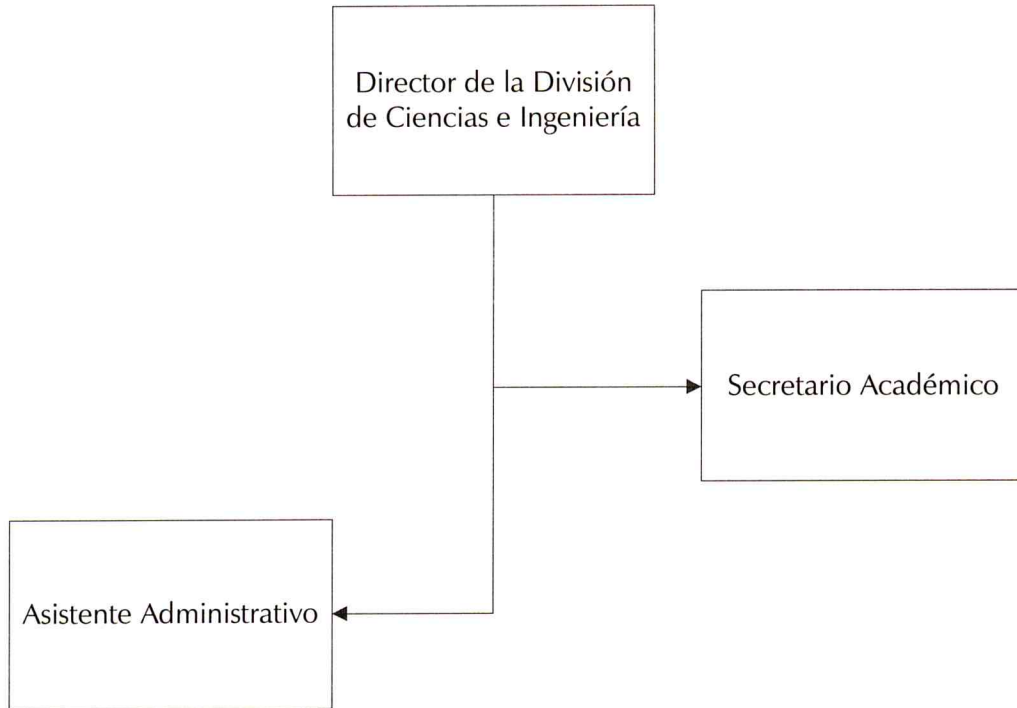 Director de la División
de Ciencias e Ingeniería
Secretario Académico
Asistente Administrativo